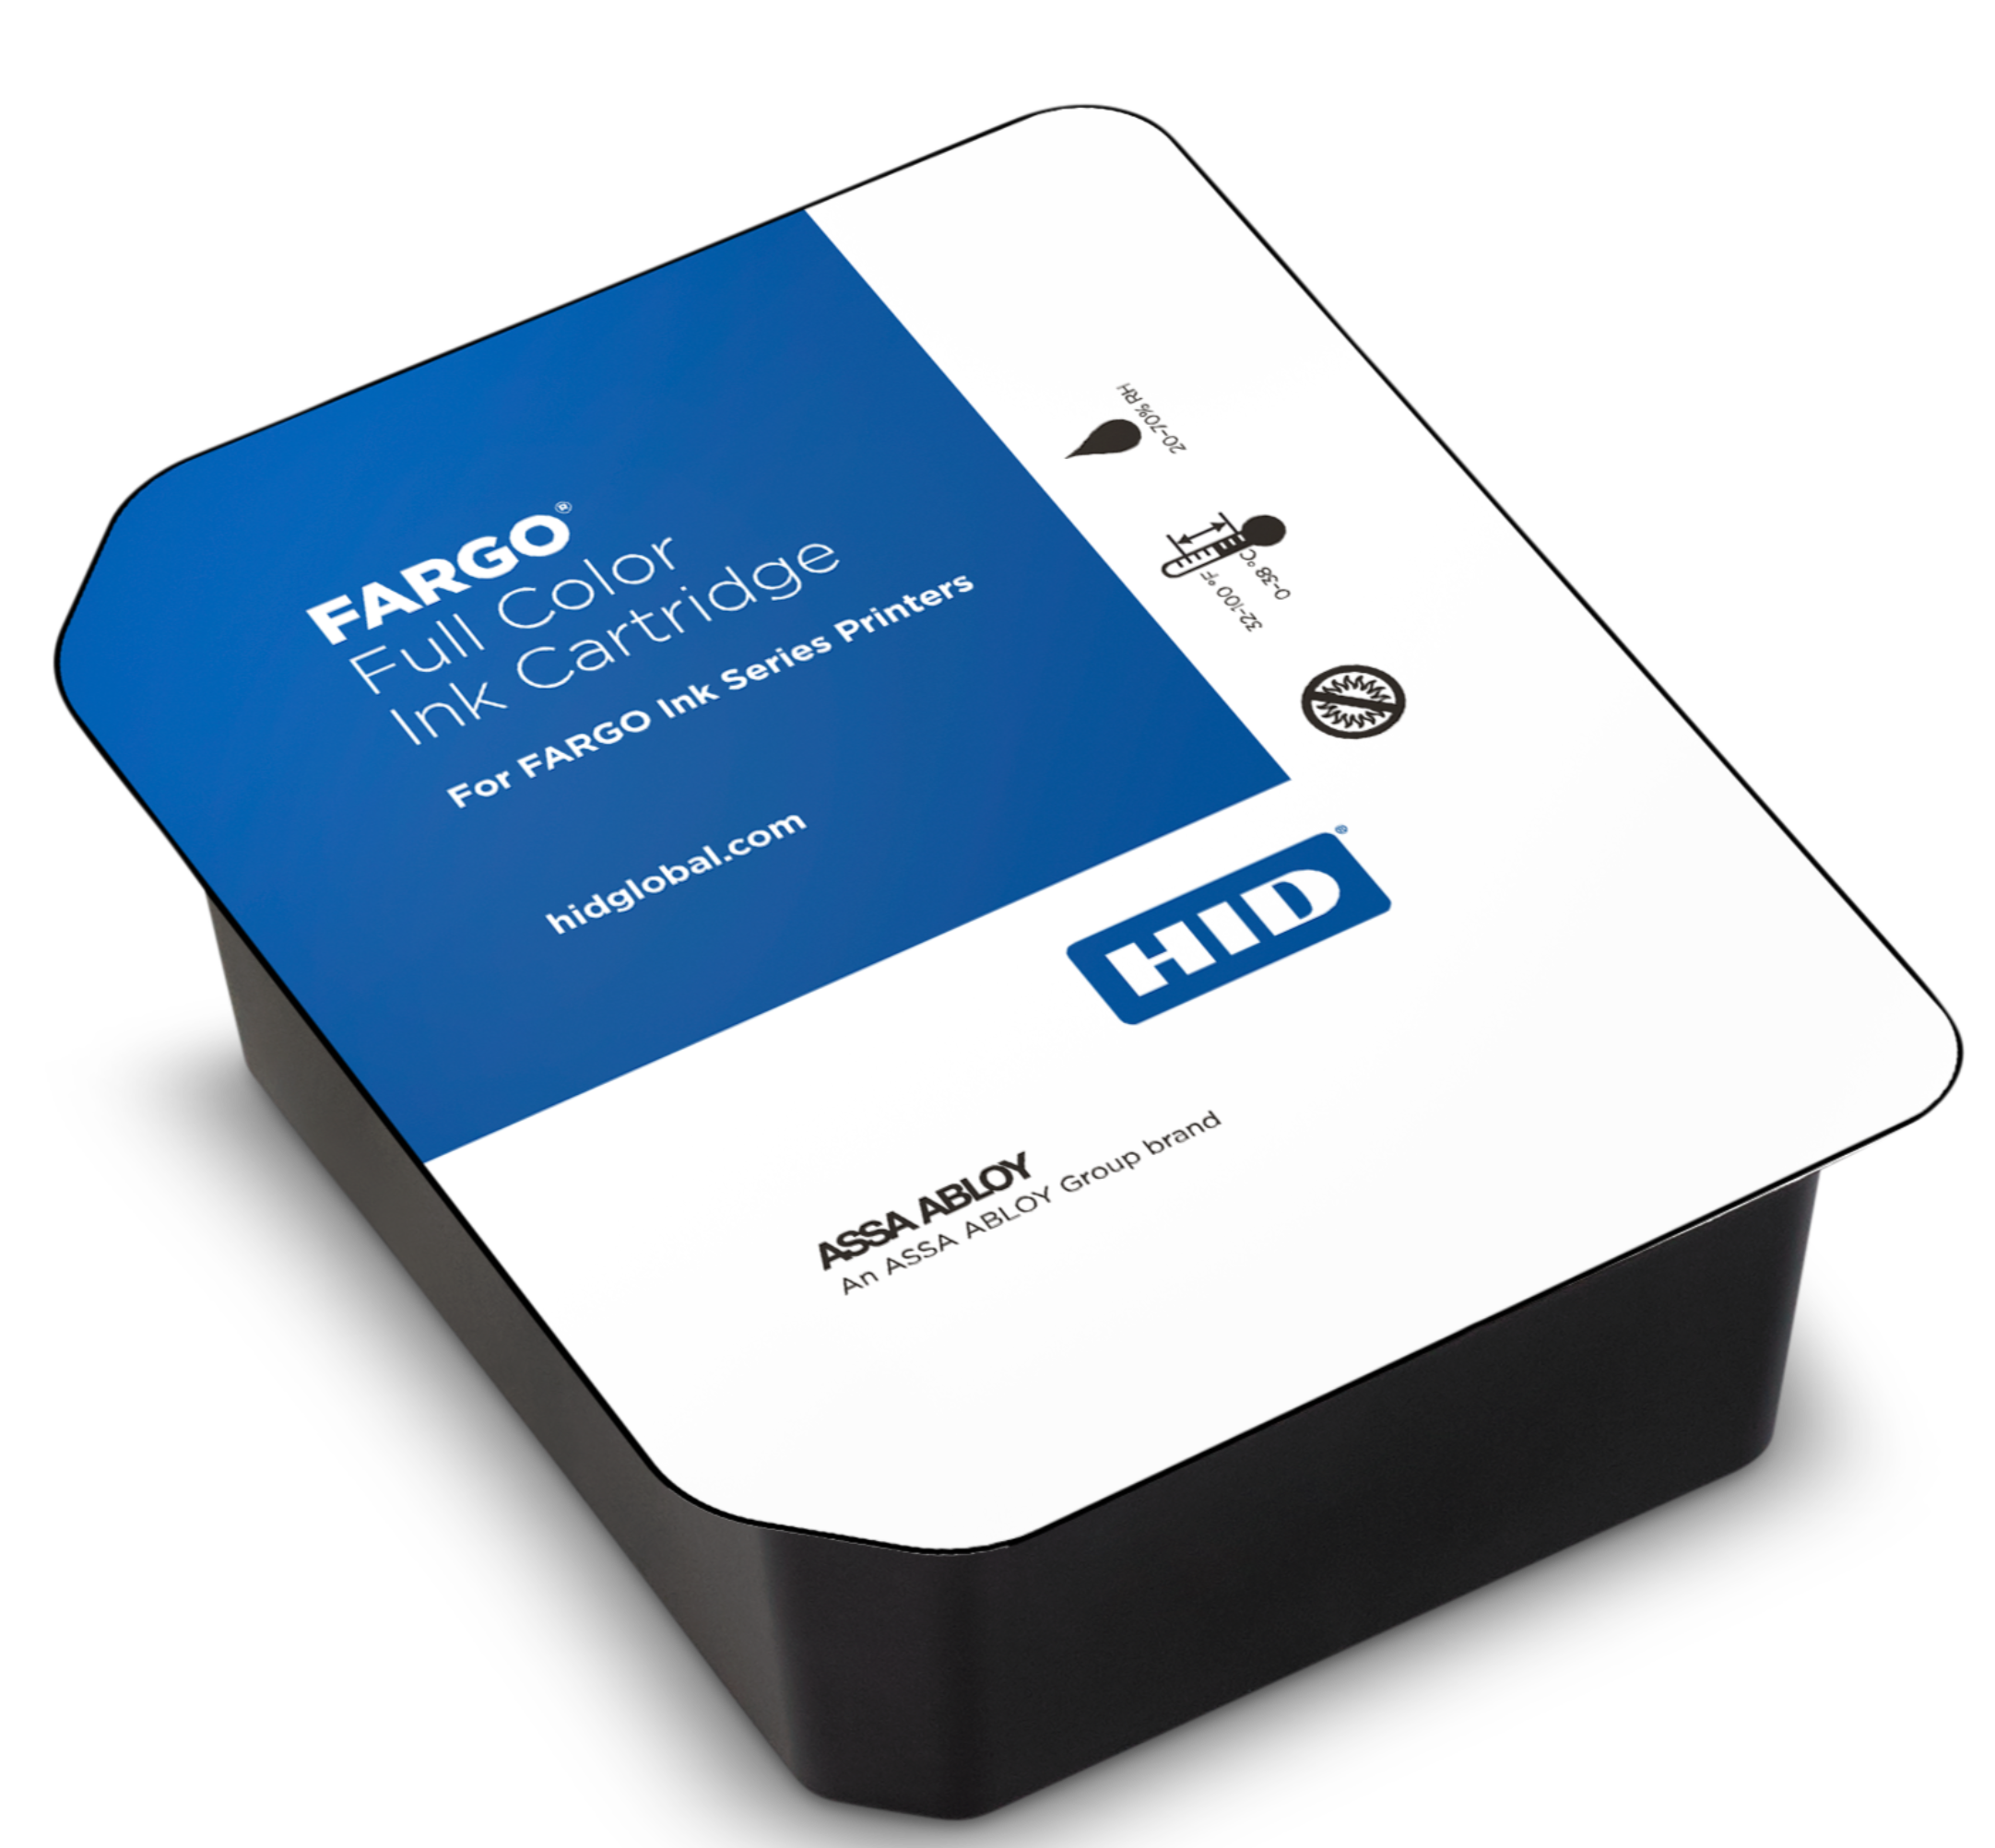 FARGO®
Full Color
Ink Cartridge
For FARGO Ink Series Printers
hidglobal.com
20-70% RH
32-100 °F
0-38 °C
HID®
ASSA ABLOY
An ASSA ABLOY Group brand